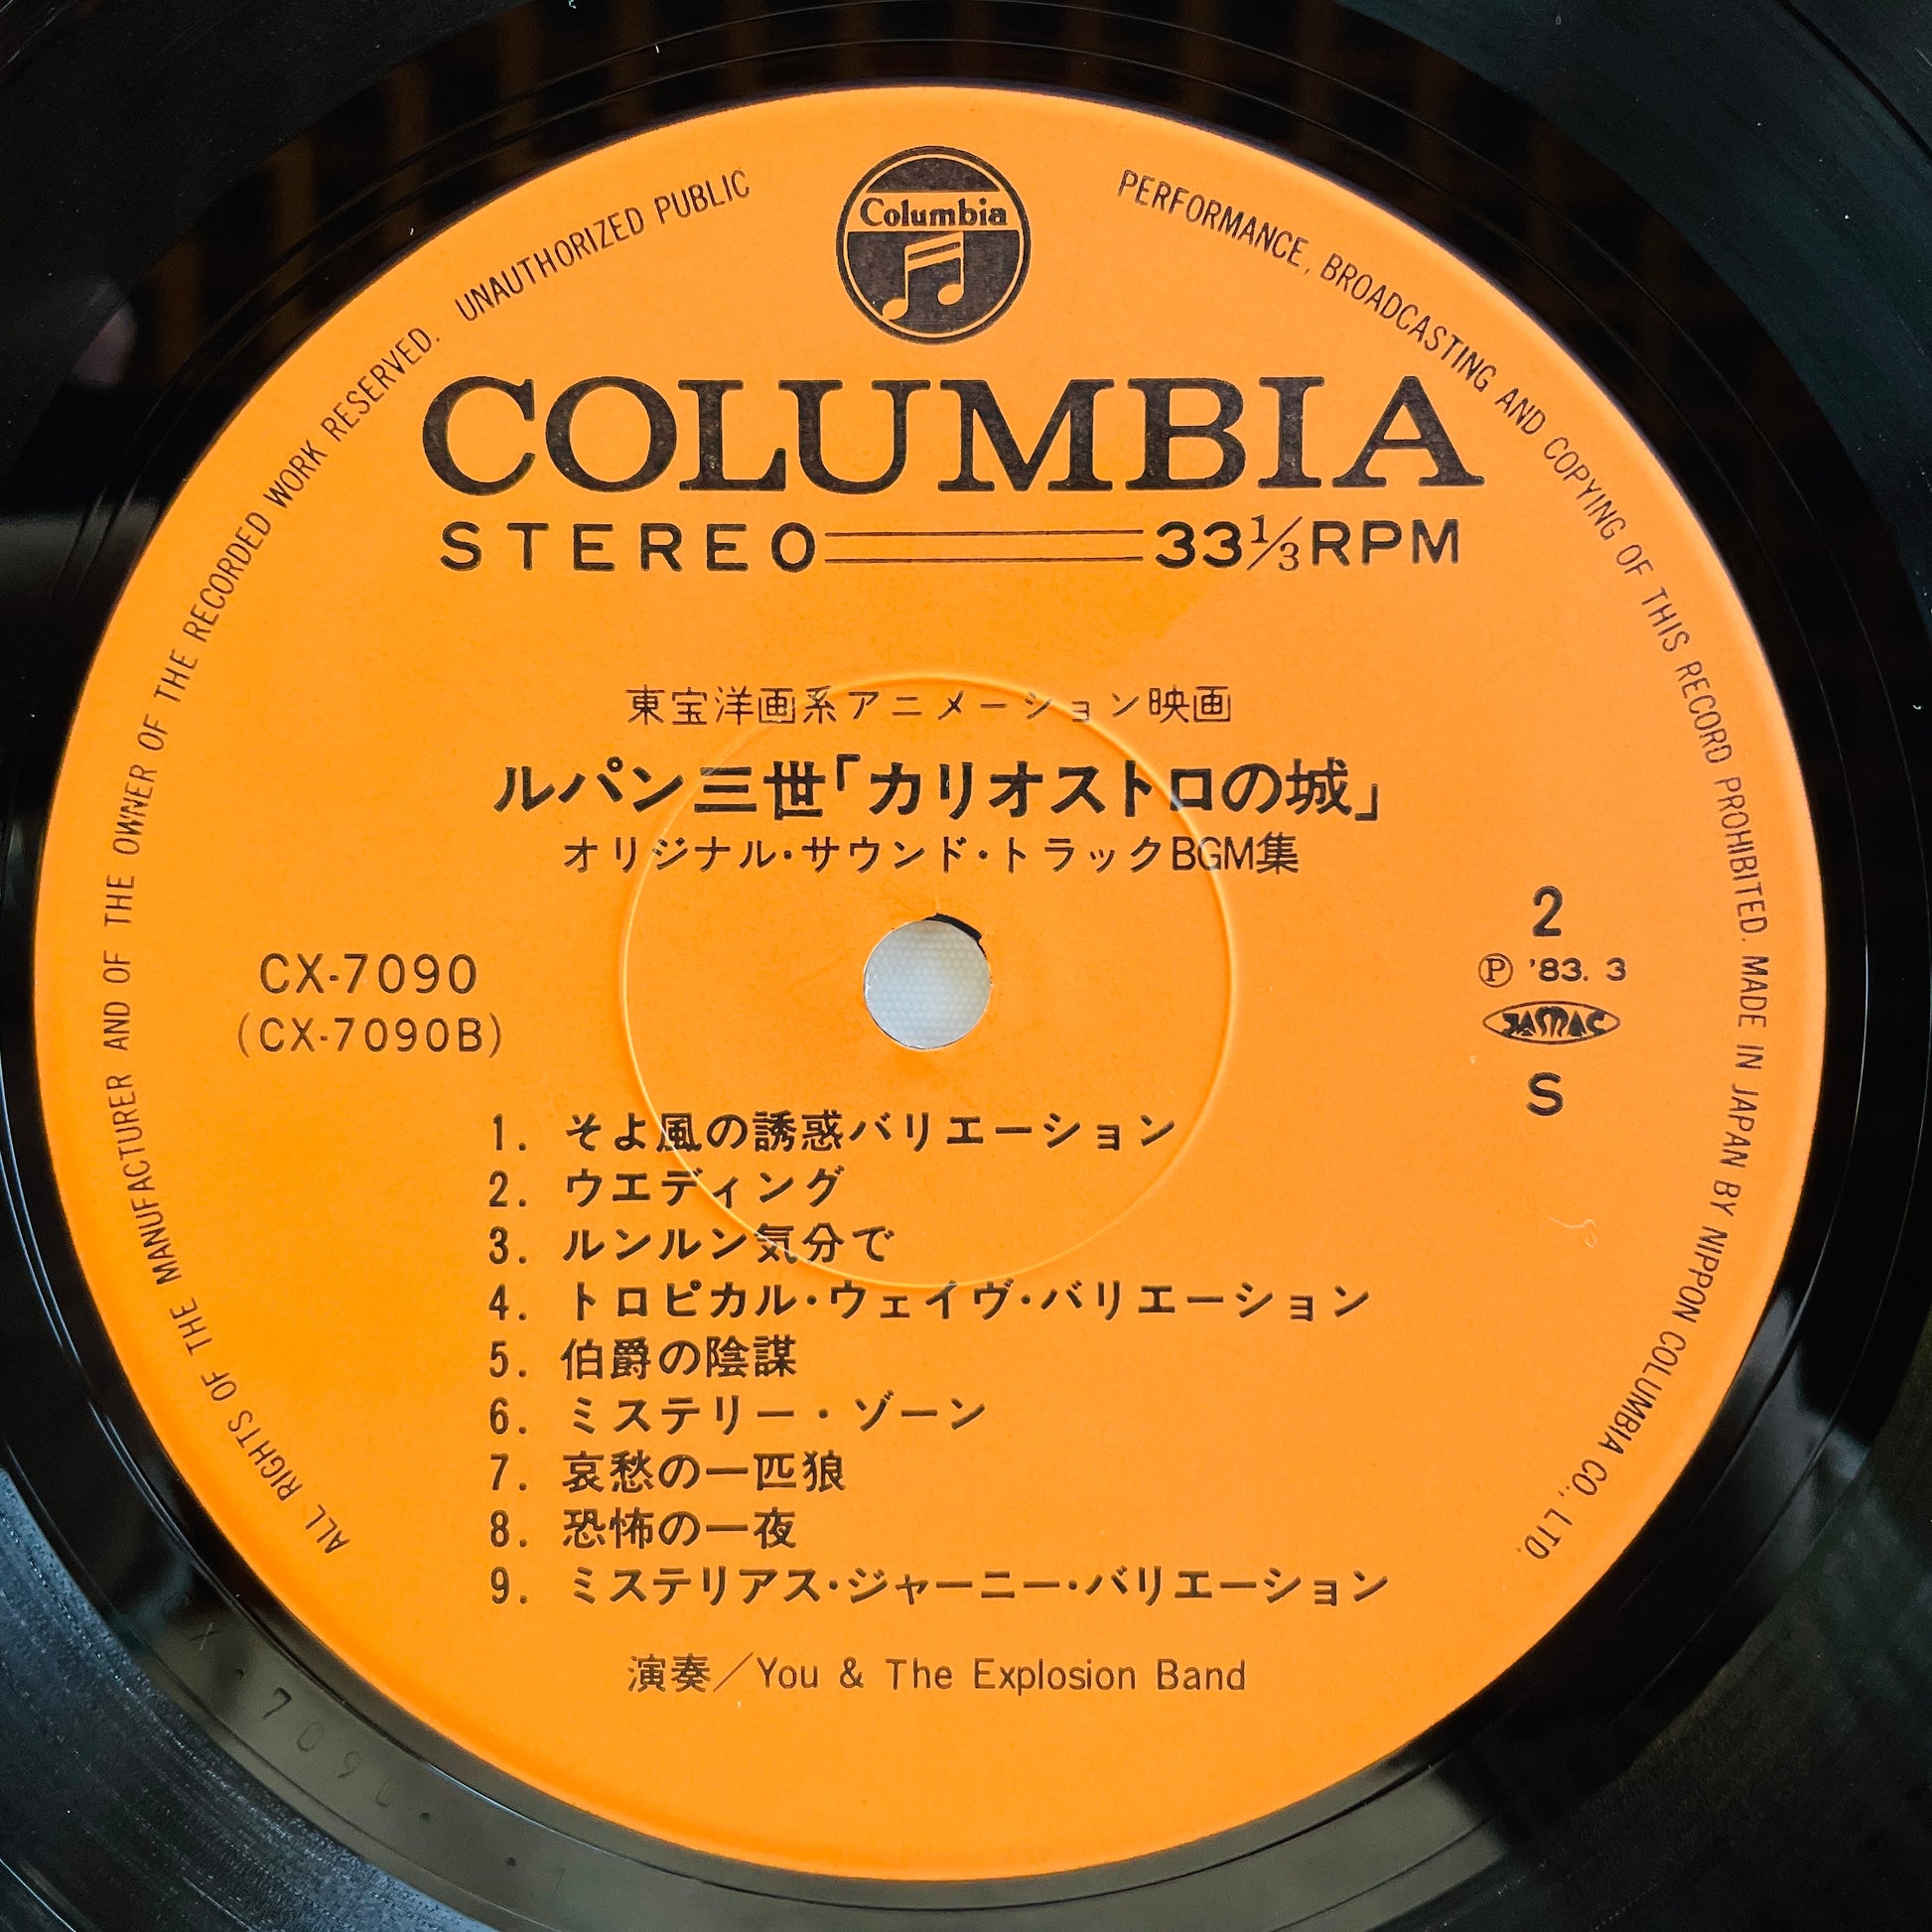 ALL RIGHTS OF THE MANUFACTURER AND OF THE OWNER OF THE RECORDED WORK RESERVED. UNAUTHORIZED PUBLIC PERFORMANCE, BROADCASTING AND COPYING OF THIS RECORD PROHIBITED. MADE IN JAPAN BY NIPPON COLUMBIA CO., LTD.
Columbia
COLUMBIA
STEREO 33⅓RPM
東宝洋画系アニメーション映画
ルパン三世「カリオストロの城」
オリジナル・サウンド・トラックBGM集
CX-7090
(CX-7090B)
2
Ⓟ '83. 3
JASRAC
S
1. そよ風の誘惑バリエーション
2. ウエディング
3. ルンルン気分で
4. トロピカル・ウェイヴ・バリエーション
5. 伯爵の陰謀
6. ミステリー・ゾーン
7. 哀愁の一匹狼
8. 恐怖の一夜
9. ミステリアス・ジャーニー・バリエーション
演奏／You & The Explosion Band